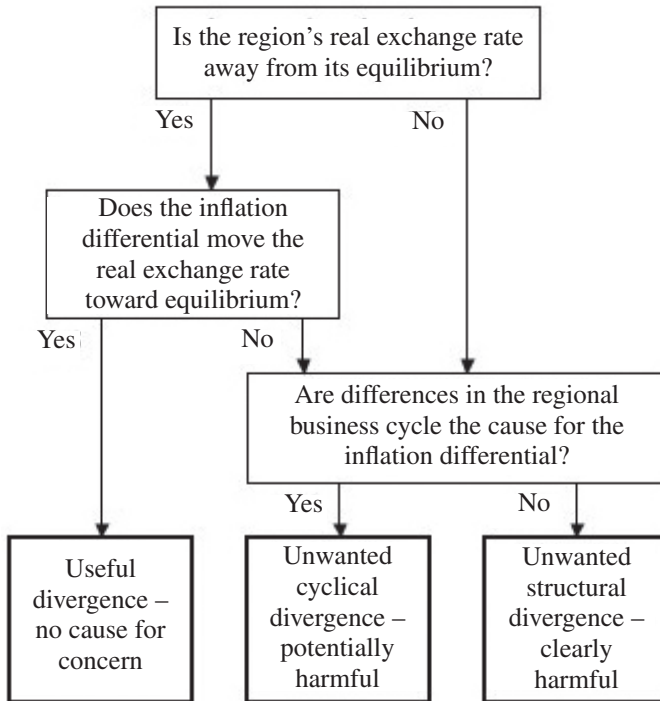 Is the region's real exchange rate
away from its equilibrium?
Yes
No
Does the inflation
differential move the
real exchange rate
toward equilibrium?
Yes
No
Are differences in the regional
business cycle the cause for the
inflation differential?
Yes
No
Useful
divergence –
no cause for
concern
Unwanted
cyclical
divergence –
potentially
harmful
Unwanted
structural
divergence –
clearly
harmful